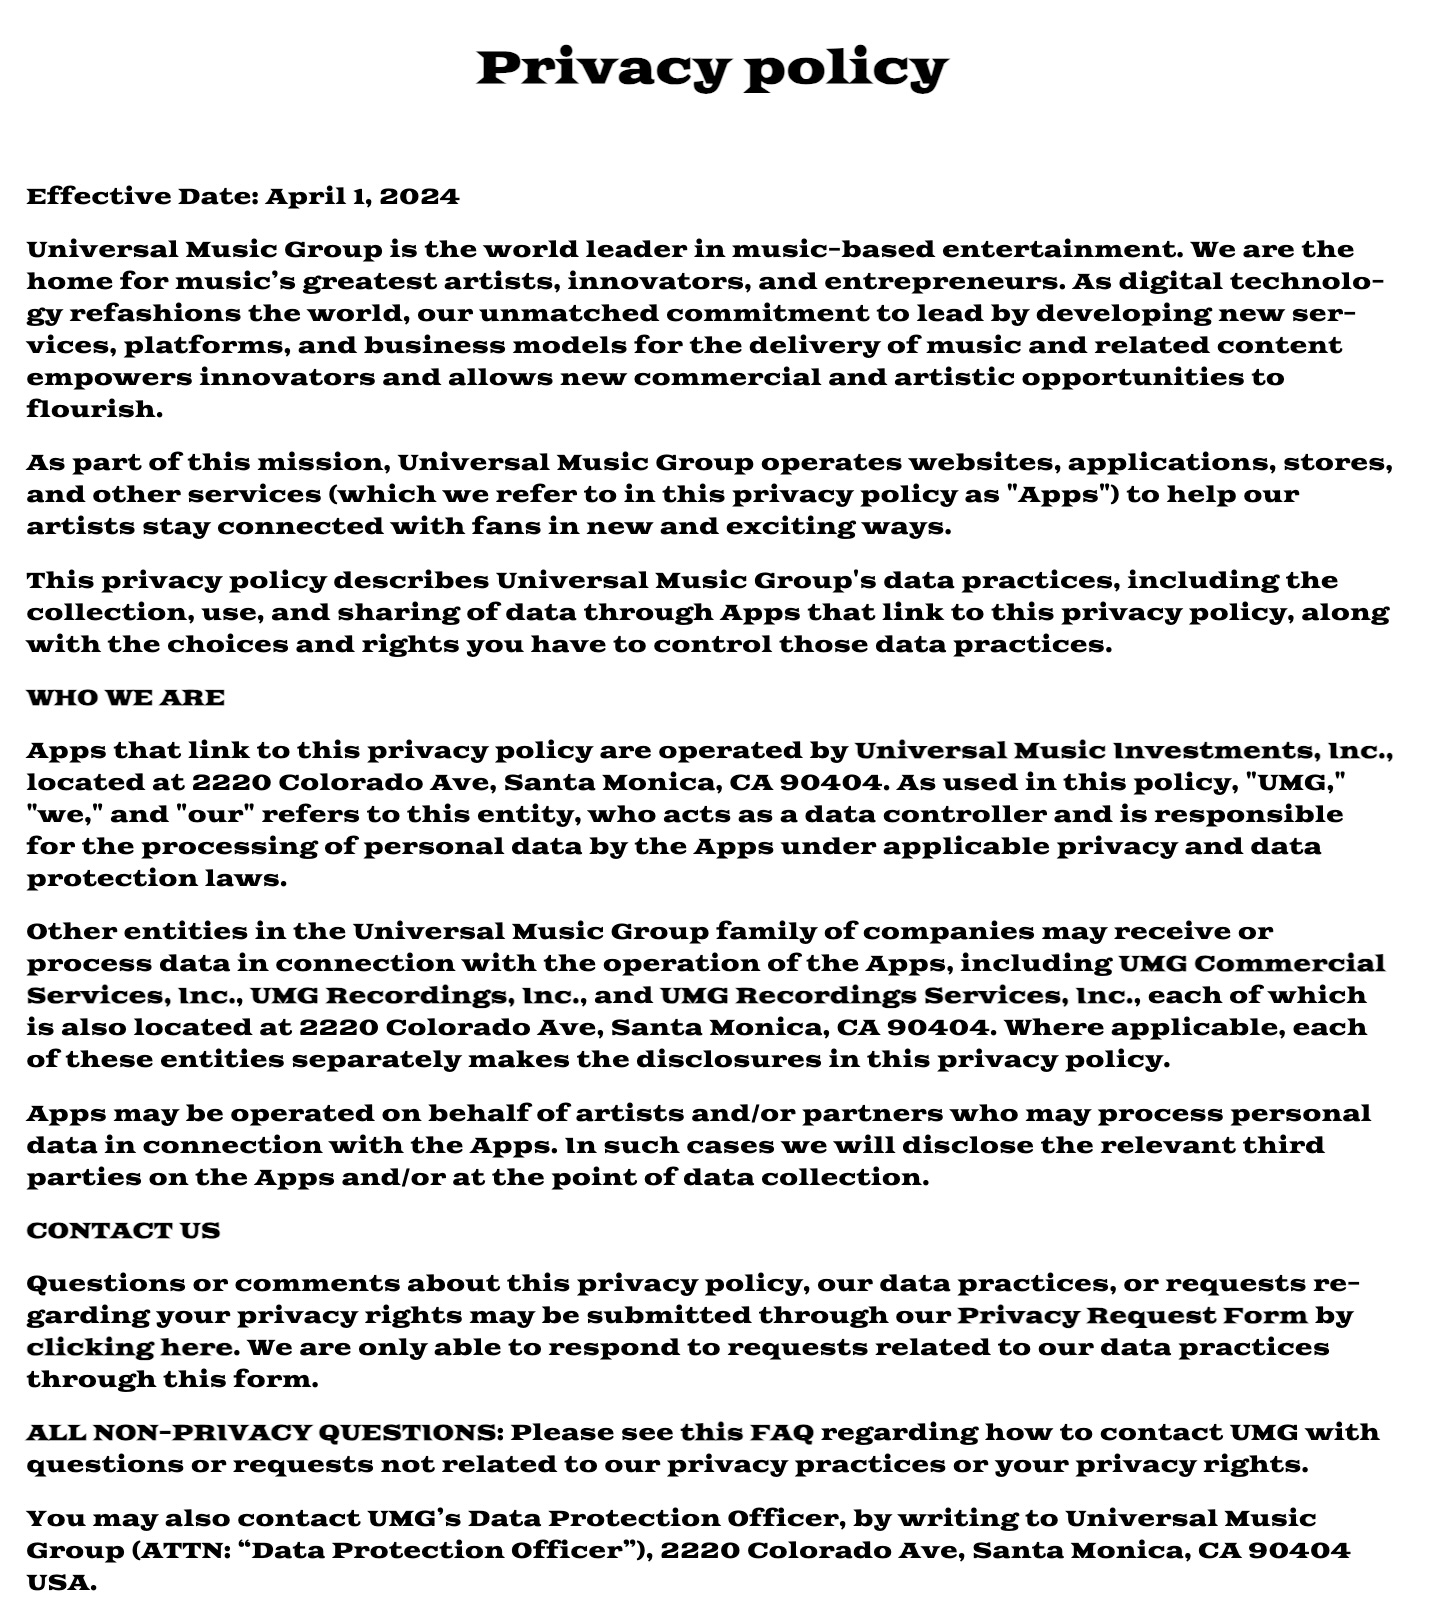 Privacy policy
Effective Date: April 1, 2024
Universal Music Group is the world leader in music-based entertainment. We are the
home for music’s greatest artists, innovators, and entrepreneurs. As digital technolo-
gy refashions the world, our unmatched commitment to lead by developing new ser-
vices, platforms, and business models for the delivery of music and related content
empowers innovators and allows new commercial and artistic opportunities to
flourish.
As part of this mission, Universal Music Group operates websites, applications, stores,
and other services (which we refer to in this privacy policy as "Apps") to help our
artists stay connected with fans in new and exciting ways.
This privacy policy describes Universal Music Group's data practices, including the
collection, use, and sharing of data through Apps that link to this privacy policy, along
with the choices and rights you have to control those data practices.
WHO WE ARE
Apps that link to this privacy policy are operated by Universal Music Investments, Inc.,
located at 2220 Colorado Ave, Santa Monica, CA 90404. As used in this policy, "UMG,"
"we," and "our" refers to this entity, who acts as a data controller and is responsible
for the processing of personal data by the Apps under applicable privacy and data
protection laws.
Other entities in the Universal Music Group family of companies may receive or
process data in connection with the operation of the Apps, including UMG Commercial
Services, Inc., UMG Recordings, Inc., and UMG Recordings Services, Inc., each of which
is also located at 2220 Colorado Ave, Santa Monica, CA 90404. Where applicable, each
of these entities separately makes the disclosures in this privacy policy.
Apps may be operated on behalf of artists and/or partners who may process personal
data in connection with the Apps. In such cases we will disclose the relevant third
parties on the Apps and/or at the point of data collection.
CONTACT US
Questions or comments about this privacy policy, our data practices, or requests re-
garding your privacy rights may be submitted through our Privacy Request Form by
clicking here. We are only able to respond to requests related to our data practices
through this form.
ALL NON-PRIVACY QUESTIONS: Please see this FAQ regarding how to contact UMG with
questions or requests not related to our privacy practices or your privacy rights.
You may also contact UMG’s Data Protection Officer, by writing to Universal Music
Group (ATTN: “Data Protection Officer”), 2220 Colorado Ave, Santa Monica, CA 90404
USA.